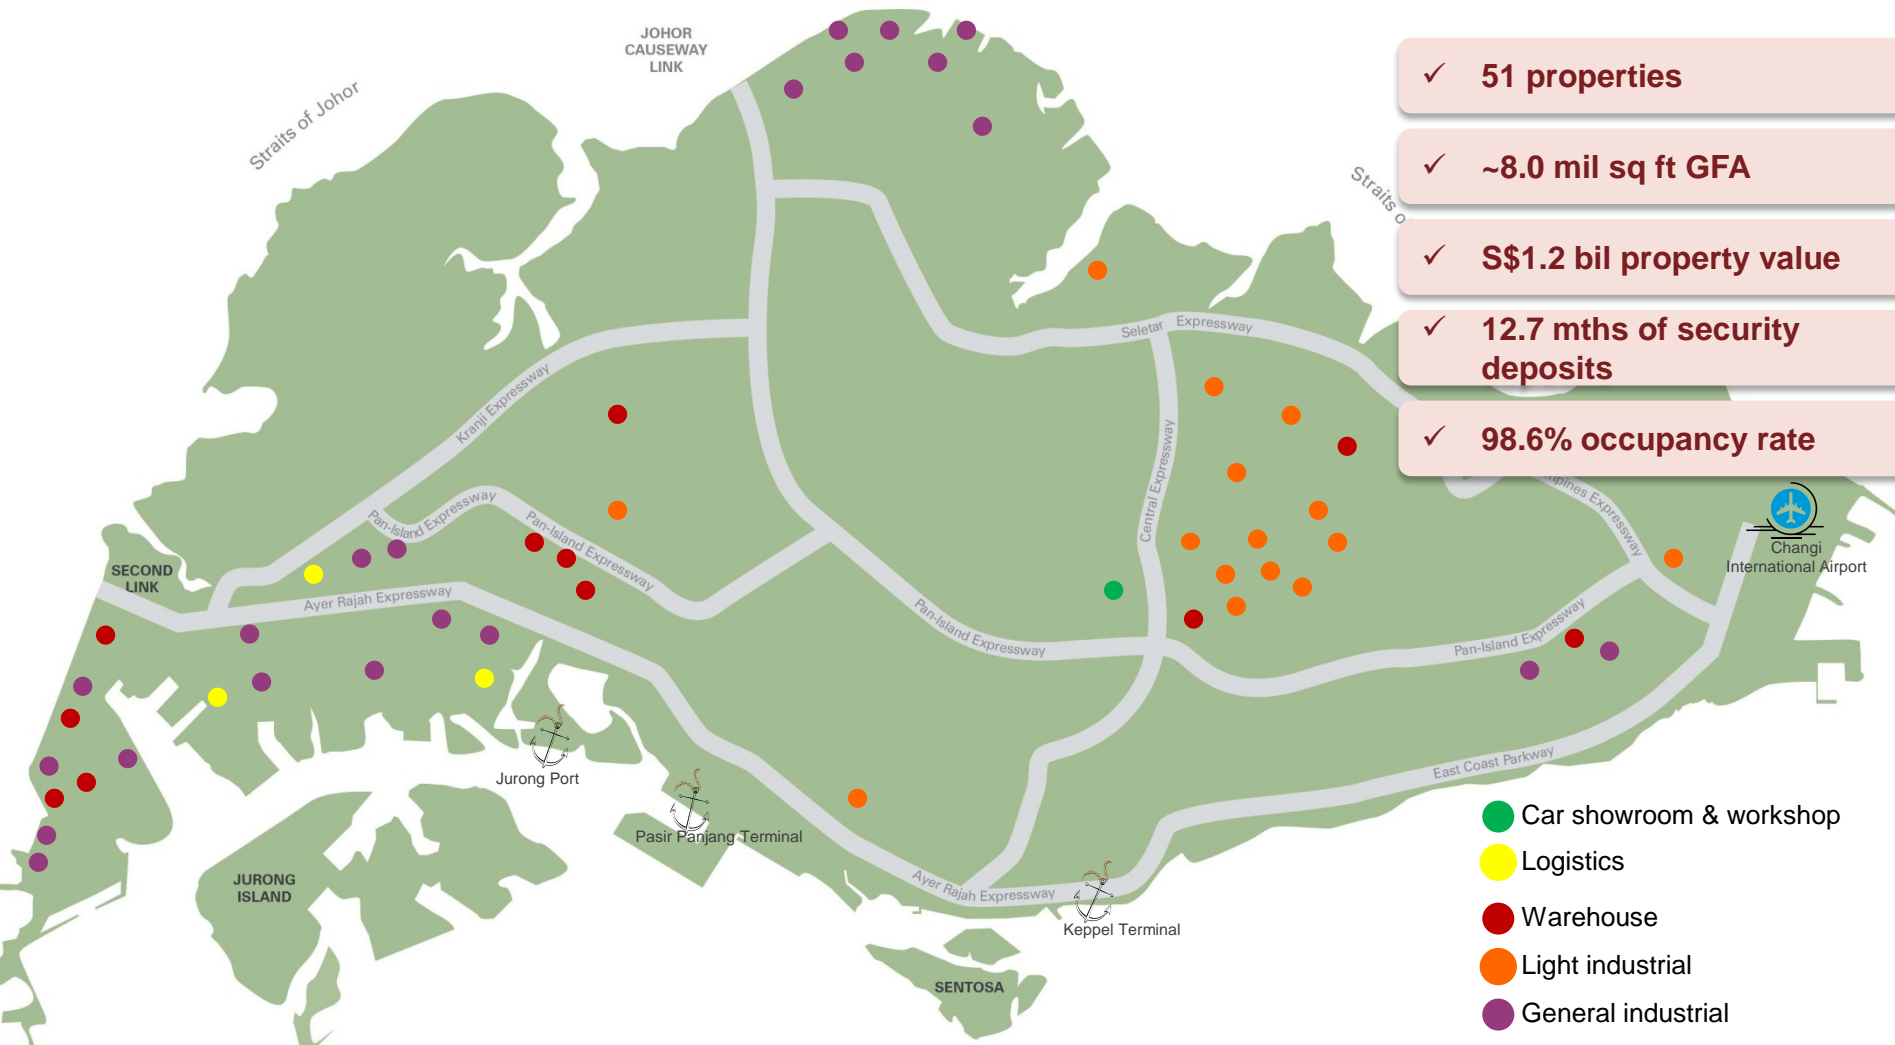 JOHOR
CAUSEWAY
LINK
Straits of Johor
Straits o
✓ 51 properties
✓ ~8.0 mil sq ft GFA
✓ S$1.2 bil property value
✓ 12.7 mths of security
deposits
✓ 98.6% occupancy rate
Seletar Expressway
Kranji Expressway
Central Expressway
Pan-Island Expressway
Pan-Island Expressway
mpines Expressway
Changi
International Airport
SECOND
LINK
Ayer Rajah Expressway
Pan-Island Expressway
Pan-Island Expressway
Jurong Port
East Coast Parkway
Pasir Panjang Terminal
JURONG
ISLAND
Ayer Rajah Expressway
Keppel Terminal
SENTOSA
Car showroom & workshop
Logistics
Warehouse
Light industrial
General industrial